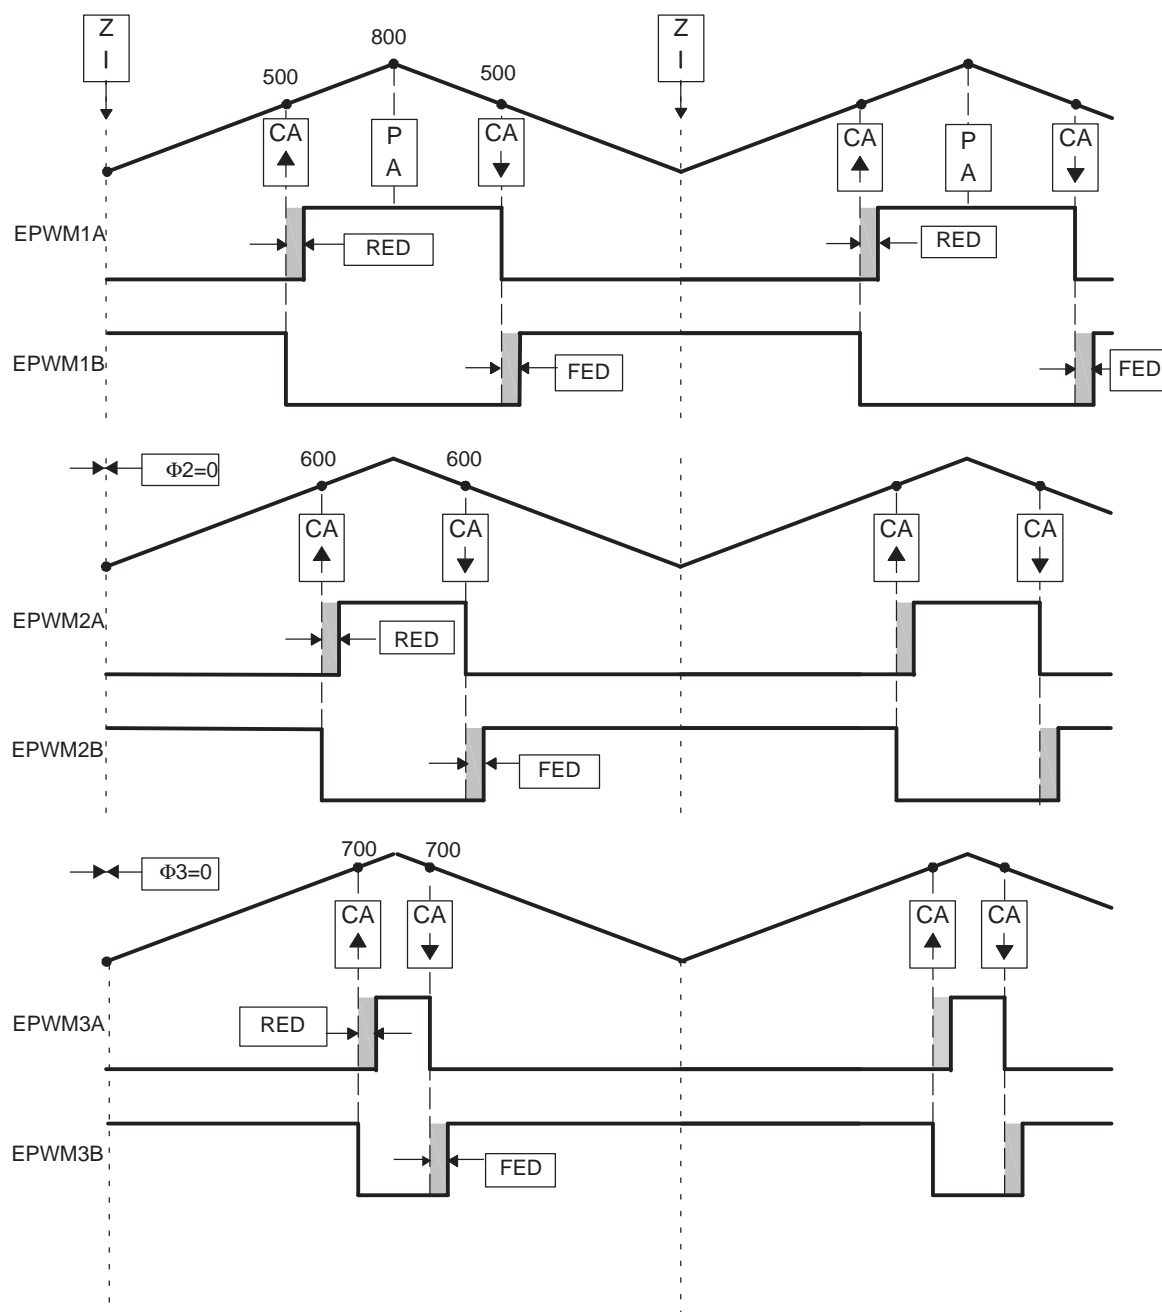 Z
I
Z
I
800
500
500
CA
P
A
CA
CA
P
A
CA
EPWM1A
RED
RED
EPWM1B
FED
FED
Φ2=0
600
600
CA
CA
CA
CA
EPWM2A
RED
EPWM2B
FED
Φ3=0
700
700
CA
CA
CA
CA
EPWM3A
RED
EPWM3B
FED